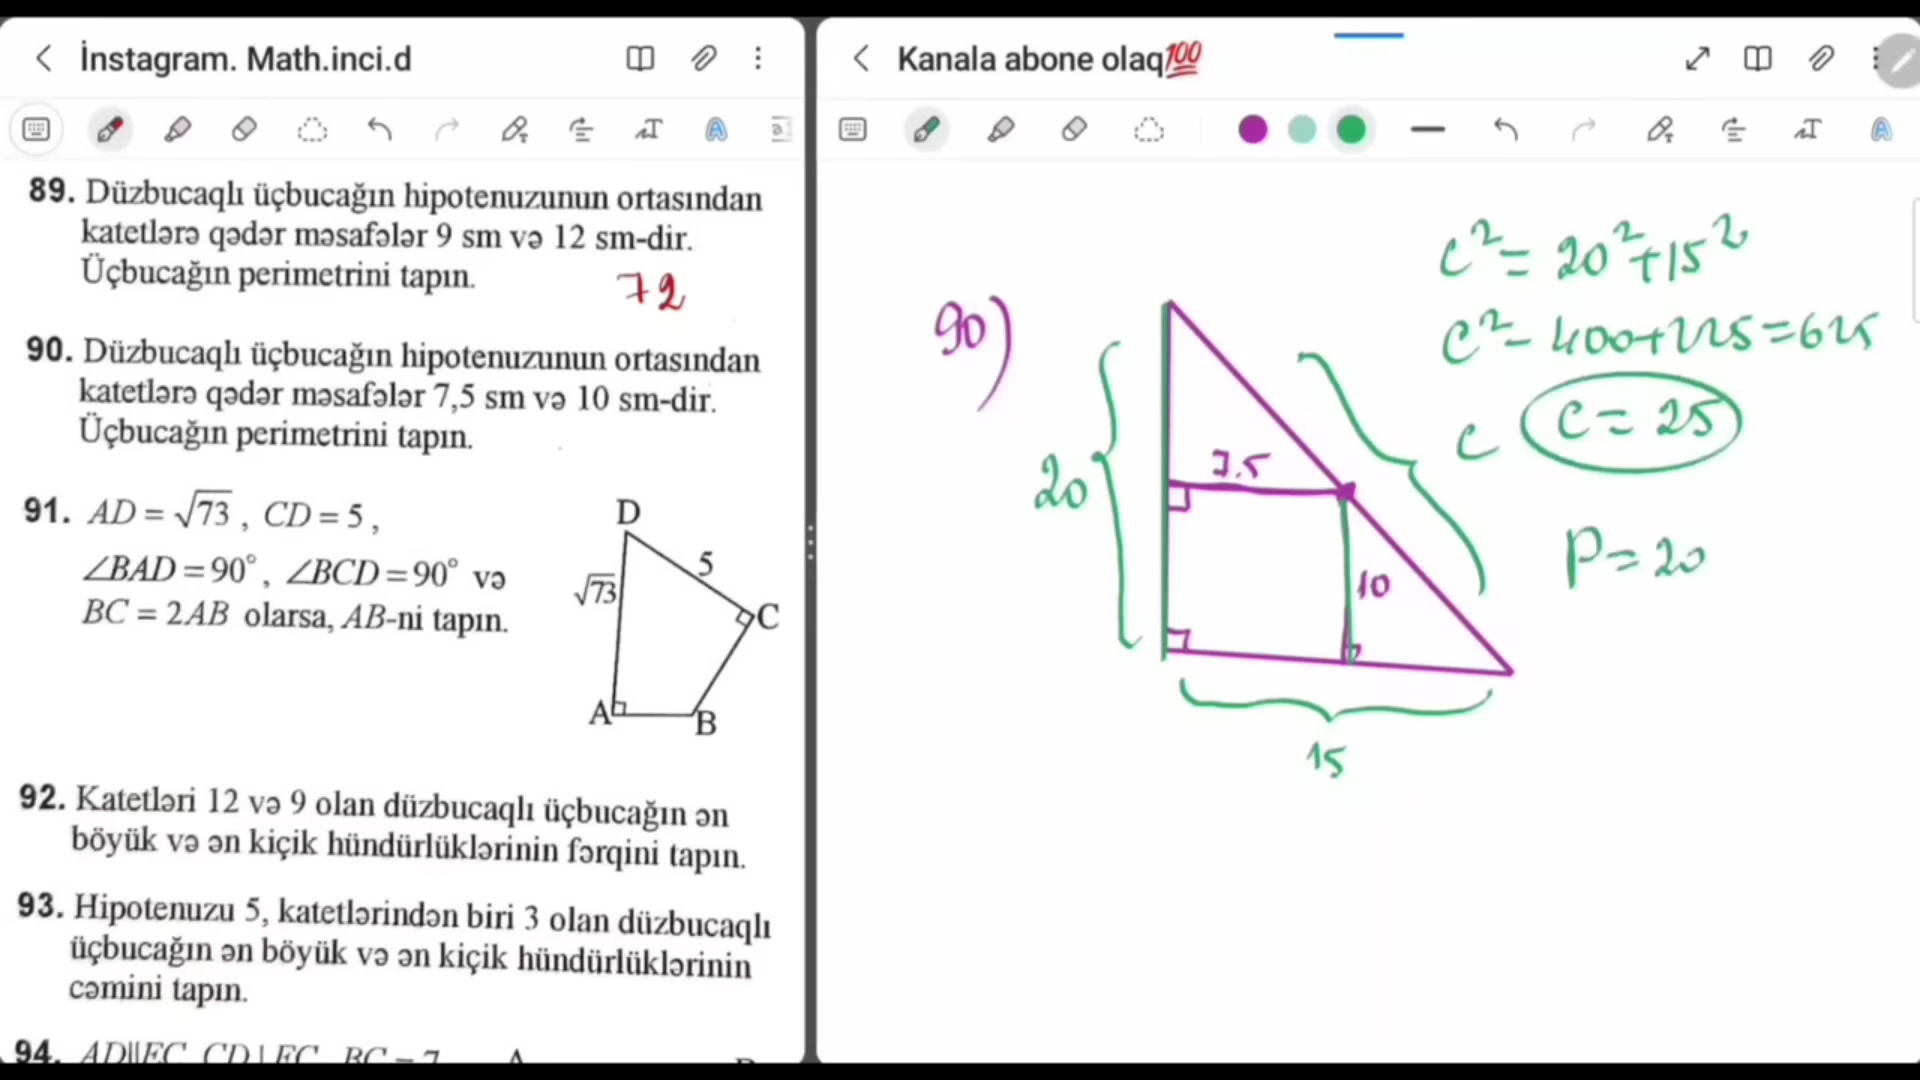 İnstagram. Math.inci.d
89. Düzbucaqlı üçbucağın hipotenuzunun ortasından
katetlərə qədər məsafələr 9 sm və 12 sm-dir.
Üçbucağın perimetrini tapın.
72
90. Düzbucaqlı üçbucağın hipotenuzunun ortasından
katetlərə qədər məsafələr 7,5 sm və 10 sm-dir.
Üçbucağın perimetrini tapın.
91. AD = √73 , CD = 5 ,
∠BAD = 90°, ∠BCD = 90° və
BC = 2AB olarsa, AB-ni tapın.
D
5
√73
C
A
B
92. Katetləri 12 və 9 olan düzbucaqlı üçbucağın ən
böyük və ən kiçik hündürlüklərinin fərqini tapın.
93. Hipotenuzu 5, katetlərindən biri 3 olan düzbucaqlı
üçbucağın ən böyük və ən kiçik hündürlüklərinin
cəmini tapın.
94.
Kanala abone olaq💯
90)
20
7.5
10
15
c² = 20² + 15²
c² = 400 + 225 = 625
c
c = 25
P = 20